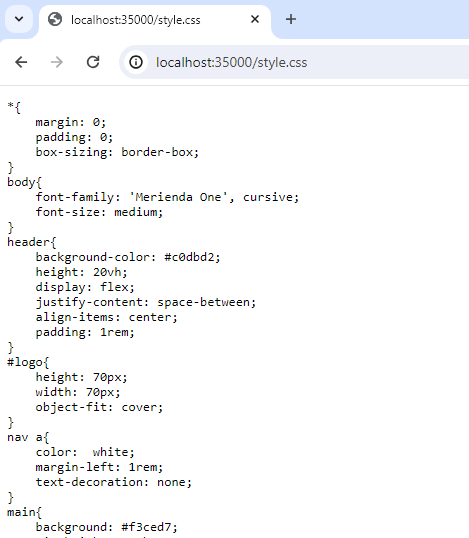 localhost:35000/style.css
localhost:35000/style.css
*{
    margin: 0;
    padding: 0;
    box-sizing: border-box;
}
body{
    font-family: 'Merienda One', cursive;
    font-size: medium;
}
header{
    background-color: #c0dbd2;
    height: 20vh;
    display: flex;
    justify-content: space-between;
    align-items: center;
    padding: 1rem;
}
#logo{
    height: 70px;
    width: 70px;
    object-fit: cover;
}
nav a{
    color:  white;
    margin-left: 1rem;
    text-decoration: none;
}
main{
    background: #f3ced7;